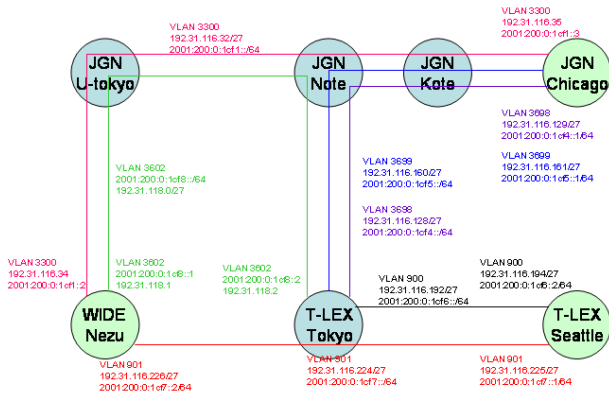 VLAN 3300
192.31.116.32/27
2001:200:0:1cf1::/64
VLAN 3300
192.31.116.35
2001:200:0:1cf1::3
JGN
U-tokyo
JGN
Note
JGN
Kote
JGN
Chicago
VLAN 3698
192.31.116.129/27
2001:200:0:1cf4::1/64
VLAN 3602
2001:200:0:1cf8::/64
192.31.118.0/27
VLAN 3699
192.31.116.160/27
2001:200:0:1cf5::/64
VLAN 3699
192.31.116.161/27
2001:200:0:1cf5::1/64
VLAN 3698
192.31.116.128/27
2001:200:0:1cf4::/64
VLAN 3300
192.31.116.34
2001:200:0:1cf1::2
VLAN 3602
2001:200:0:1cf8::1
192.31.118.1
VLAN 3602
2001:200:0:1cf8::2
192.31.118.2
VLAN 900
192.31.116.192/27
2001:200:0:1cf6::/64
VLAN 900
192.31.116.194/27
2001:200:0:1cf6::2/64
WIDE
Nezu
T-LEX
Tokyo
T-LEX
Seattle
VLAN 901
192.31.116.226/27
2001:200:0:1cf7::2/64
VLAN 901
192.31.116.224/27
2001:200:0:1cf7::/64
VLAN 901
192.31.116.225/27
2001:200:0:1cf7::1/64